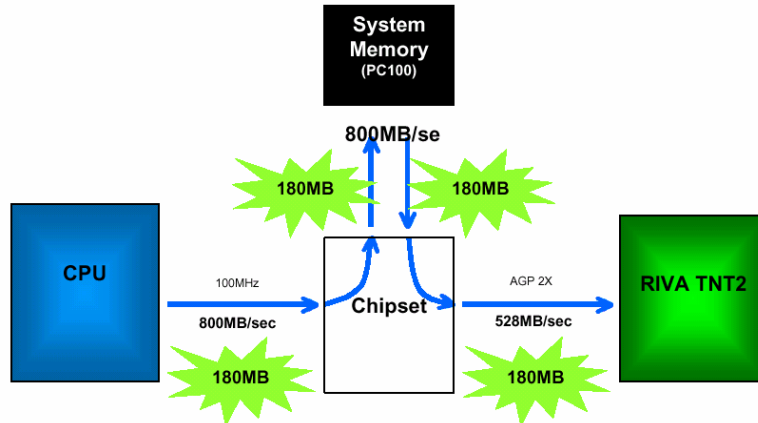 System
Memory
(PC100)
800MB/se
180MB
180MB
CPU
100MHz
800MB/sec
180MB
Chipset
AGP 2X
528MB/sec
180MB
RIVA TNT2